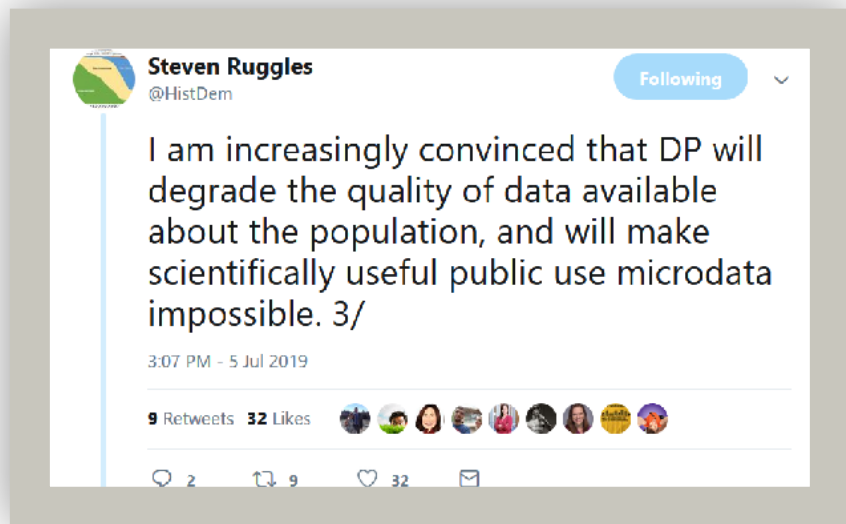 Steven Ruggles
@HistDem
Following
I am increasingly convinced that DP will
degrade the quality of data available
about the population, and will make
scientifically useful public use microdata
impossible. 3/
3:07 PM - 5 Jul 2019
9 Retweets 32 Likes
2 9 32